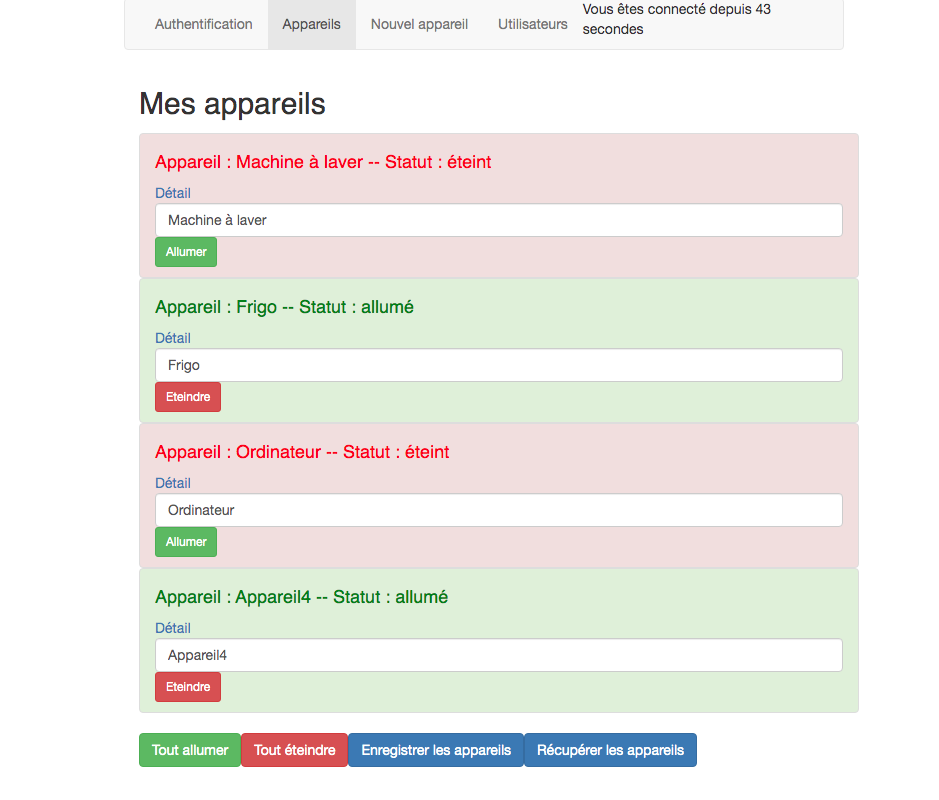 Authentification Appareils Nouvel appareil Utilisateurs Vous êtes connecté depuis 43
secondes
Mes appareils
Appareil : Machine à laver -- Statut : éteint
Détail
Machine à laver
Allumer
Appareil : Frigo -- Statut : allumé
Détail
Frigo
Eteindre
Appareil : Ordinateur -- Statut : éteint
Détail
Ordinateur
Allumer
Appareil : Appareil4 -- Statut : allumé
Détail
Appareil4
Eteindre
Tout allumer Tout éteindre Enregistrer les appareils Récupérer les appareils